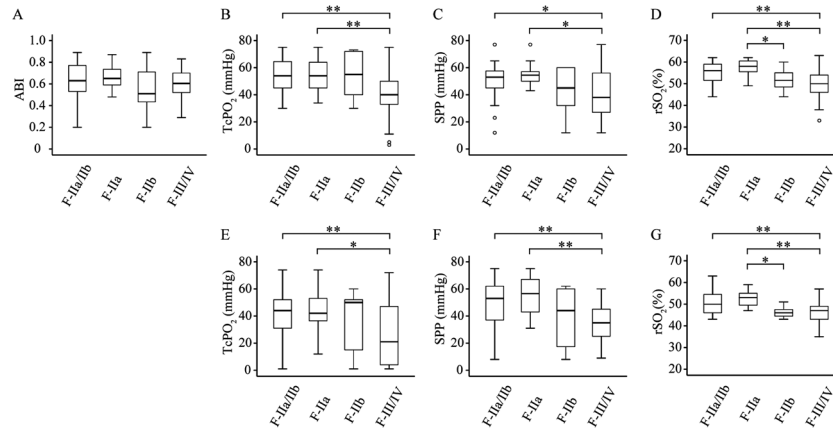 A
B
C
D
**
**
*
*
**
**
*
1.0
0.8
0.6
0.4
0.2
0
ABI
F-IIa/IIb
F-IIa
F-IIb
F-III/IV
80
60
40
20
0
TcPO2 (mmHg)
F-IIa/IIb
F-IIa
F-IIb
F-III/IV
80
60
40
20
0
SPP (mmHg)
F-IIa/IIb
F-IIa
F-IIb
F-III/IV
70
60
50
40
30
20
rSO2(%)
F-IIa/IIb
F-IIa
F-IIb
F-III/IV
E
F
G
**
*
**
**
**
**
*
80
60
40
20
0
TcPO2 (mmHg)
F-IIa/IIb
F-IIa
F-IIb
F-III/IV
80
60
40
20
0
SPP (mmHg)
F-IIa/IIb
F-IIa
F-IIb
F-III/IV
70
60
50
40
30
20
rSO2(%)
F-IIa/IIb
F-IIa
F-IIb
F-III/IV